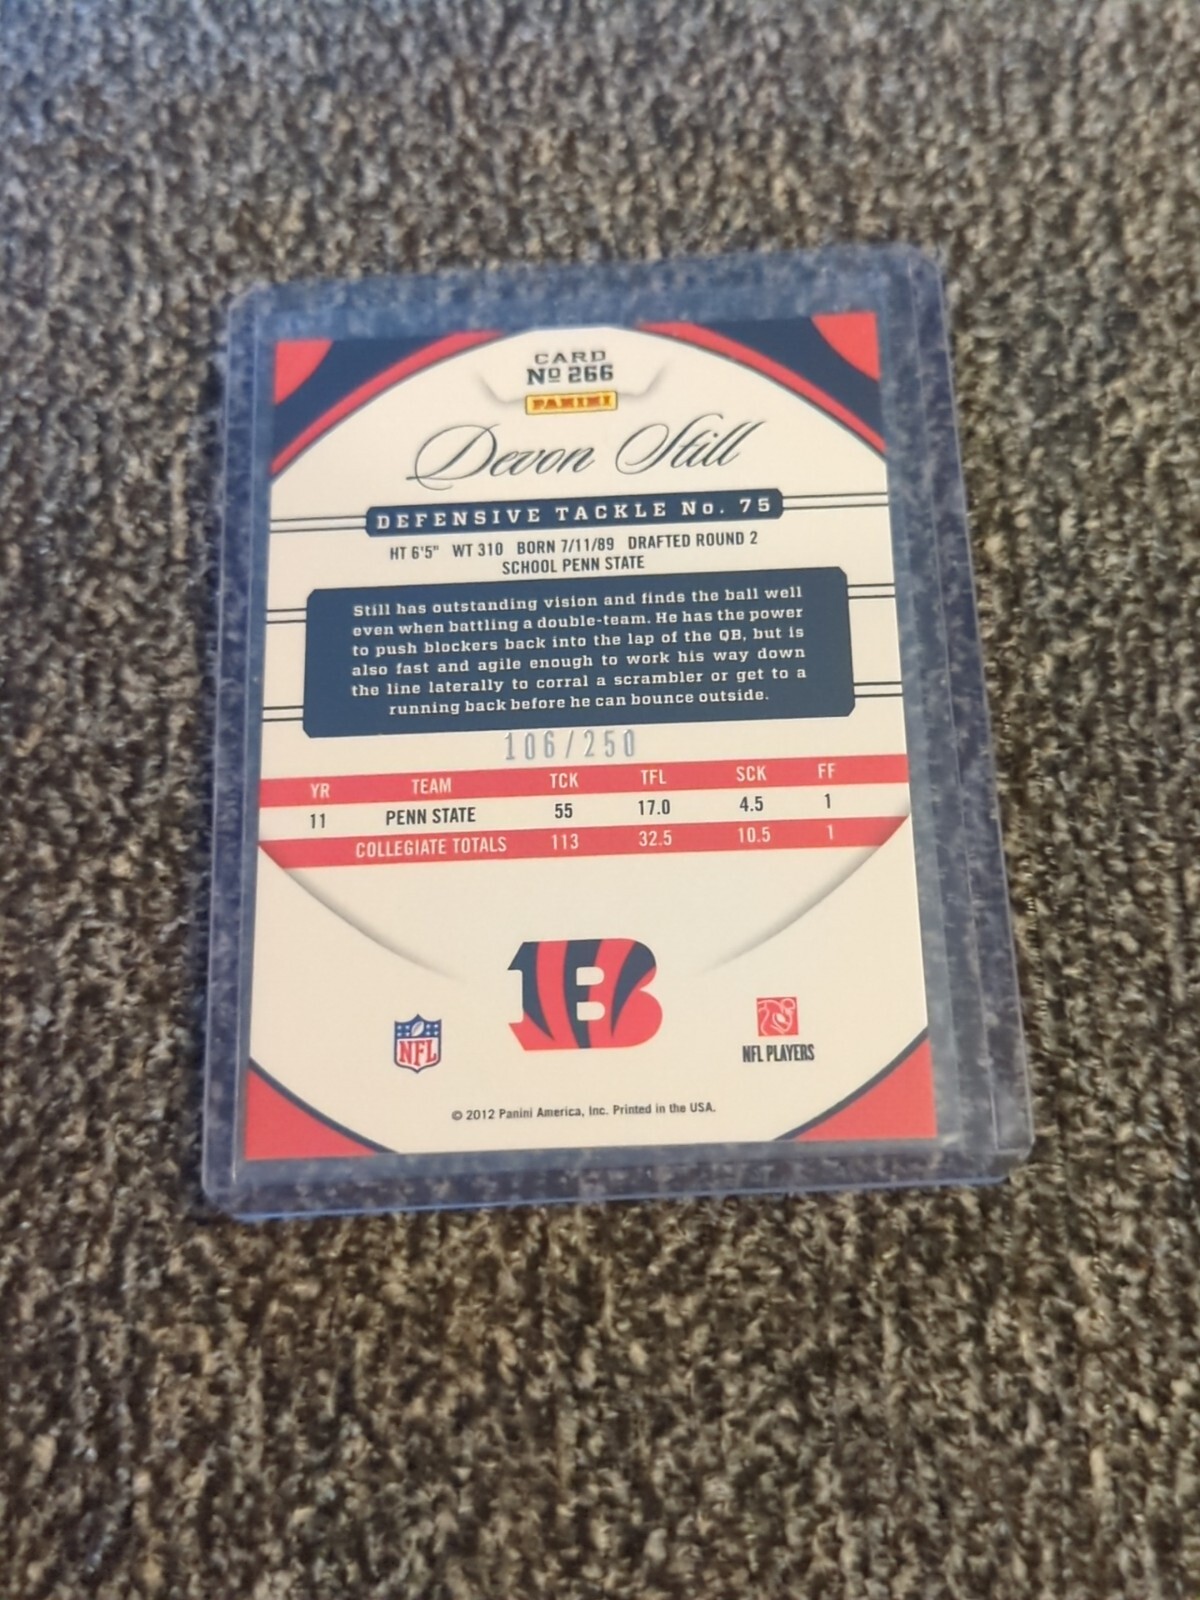 CARD
No 266
PANINI
Devon Still
DEFENSIVE TACKLE No. 75
HT 6'5" WT 310 BORN 7/11/89 DRAFTED ROUND 2
SCHOOL PENN STATE
Still has outstanding vision and finds the ball well
even when battling a double-team. He has the power
to push blockers back into the lap of the QB, but is
also fast and agile enough to work his way down
the line laterally to corral a scrambler or get to a
running back before he can bounce outside.
106/250
YR TEAM TCK TFL SCK FF
11 PENN STATE 55 17.0 4.5 1
COLLEGIATE TOTALS 113 32.5 10.5 1
B
NFL
NFL PLAYERS
© 2012 Panini America, Inc. Printed in the USA.